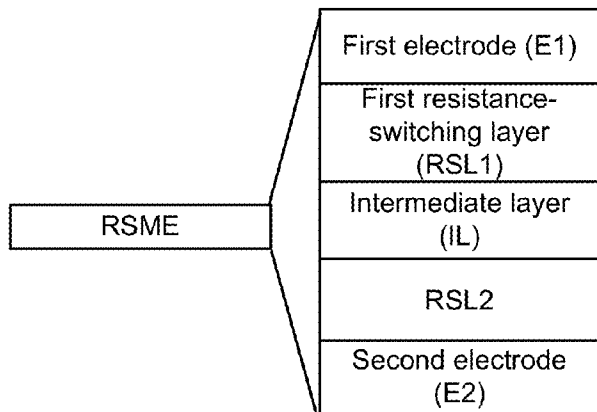 First electrode (E1)
First resistance-
switching layer
(RSL1)
RSME
Intermediate layer
(IL)
RSL2
Second electrode
(E2)